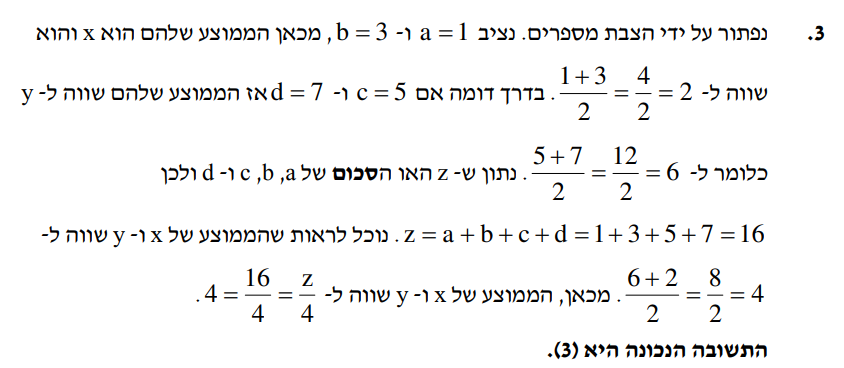 3. נפתור על ידי הצבת מספרים. נציב a = 1 ו- b = 3, מכאן הממוצע שלהם הוא x והוא
שווה ל- (1+3)/2 = 4/2 = 2. בדרך דומה אם c = 5 ו- d = 7 אז הממוצע שלהם שווה ל- y
כלומר ל- (5+7)/2 = 12/2 = 6. נתון ש- z האו הסכום של a, b, c ו- d ולכן
z = a + b + c + d = 1 + 3 + 5 + 7 = 16. נוכל לראות שהממוצע של x ו- y שווה ל-
(6+2)/2 = 8/2 = 4. מכאן, הממוצע של x ו- y שווה ל- 4 = 16/4 = z/4.
התשובה הנכונה היא (3).